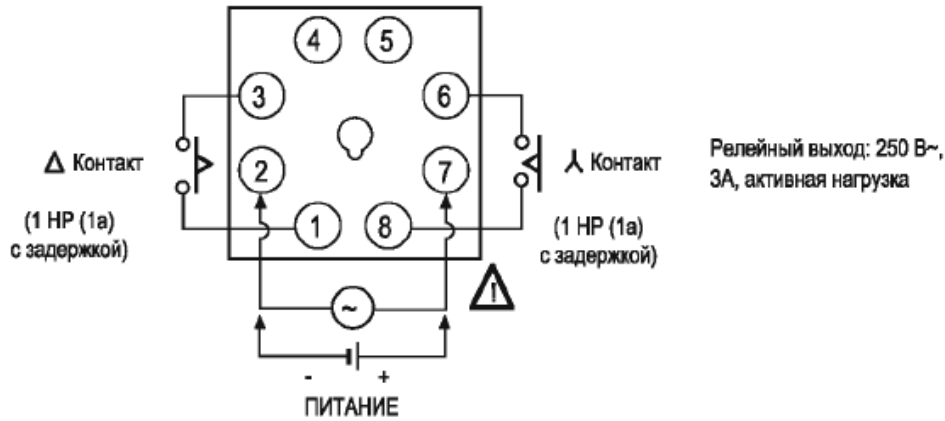 4 5
3 6
Δ Контакт
2 7
⅄ Контакт
Релейный выход: 250 В~,
3А, активная нагрузка
(1 НР (1а)
с задержкой)
1 8
(1 НР (1а)
с задержкой)
!
~
- +
ПИТАНИЕ